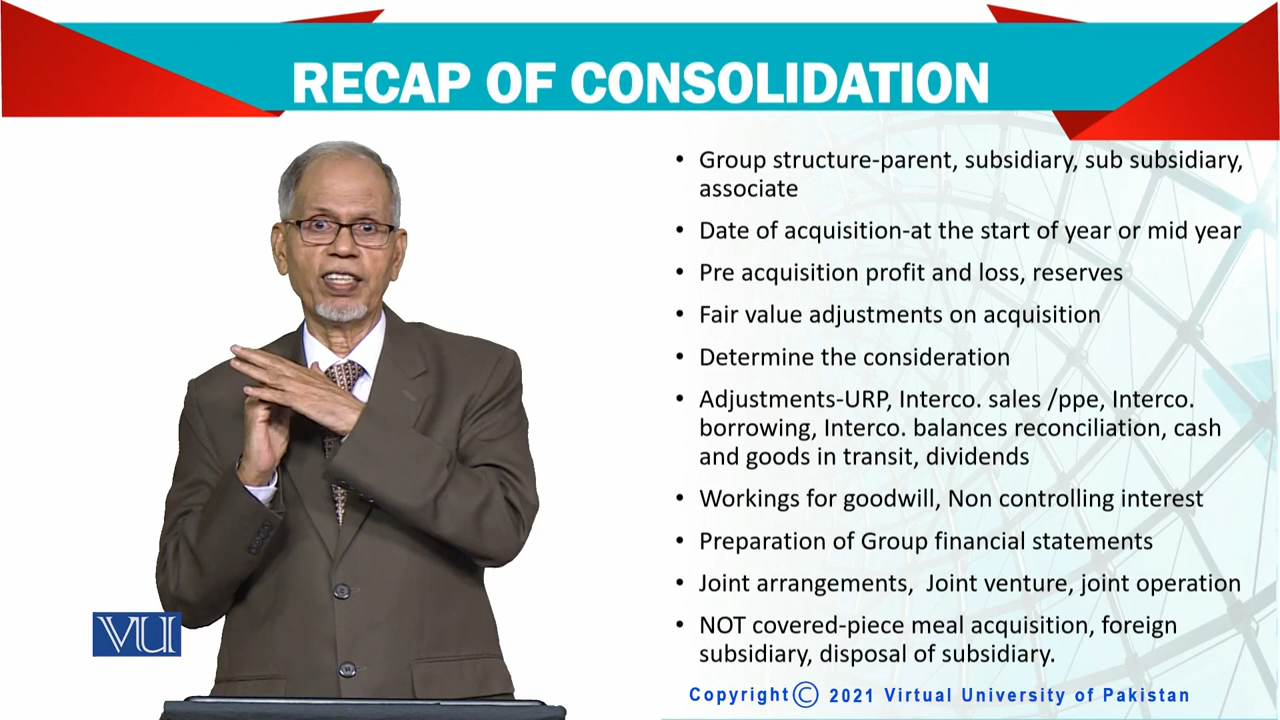 RECAP OF CONSOLIDATION
• Group structure-parent, subsidiary, sub subsidiary,
associate
• Date of acquisition-at the start of year or mid year
• Pre acquisition profit and loss, reserves
• Fair value adjustments on acquisition
• Determine the consideration
• Adjustments-URP, Interco. sales /ppe, Interco.
borrowing, Interco. balances reconciliation, cash
and goods in transit, dividends
• Workings for goodwill, Non controlling interest
• Preparation of Group financial statements
• Joint arrangements,  Joint venture, joint operation
• NOT covered-piece meal acquisition, foreign
subsidiary, disposal of subsidiary.
VU
Copyright © 2021 Virtual University of Pakistan